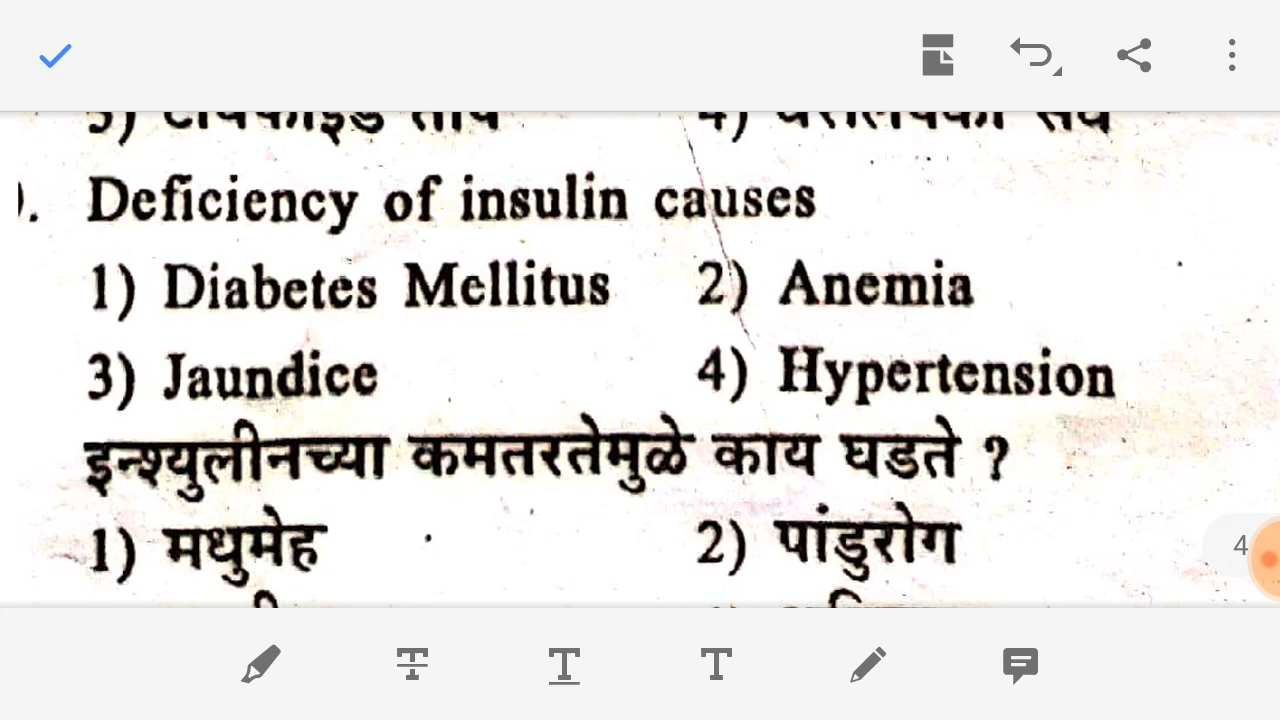 ). Deficiency of insulin causes
1) Diabetes Mellitus 2) Anemia
3) Jaundice 4) Hypertension
इन्श्युलीनच्या कमतरतेमुळे काय घडते ?
1) मधुमेह 2) पांडुरोग
4